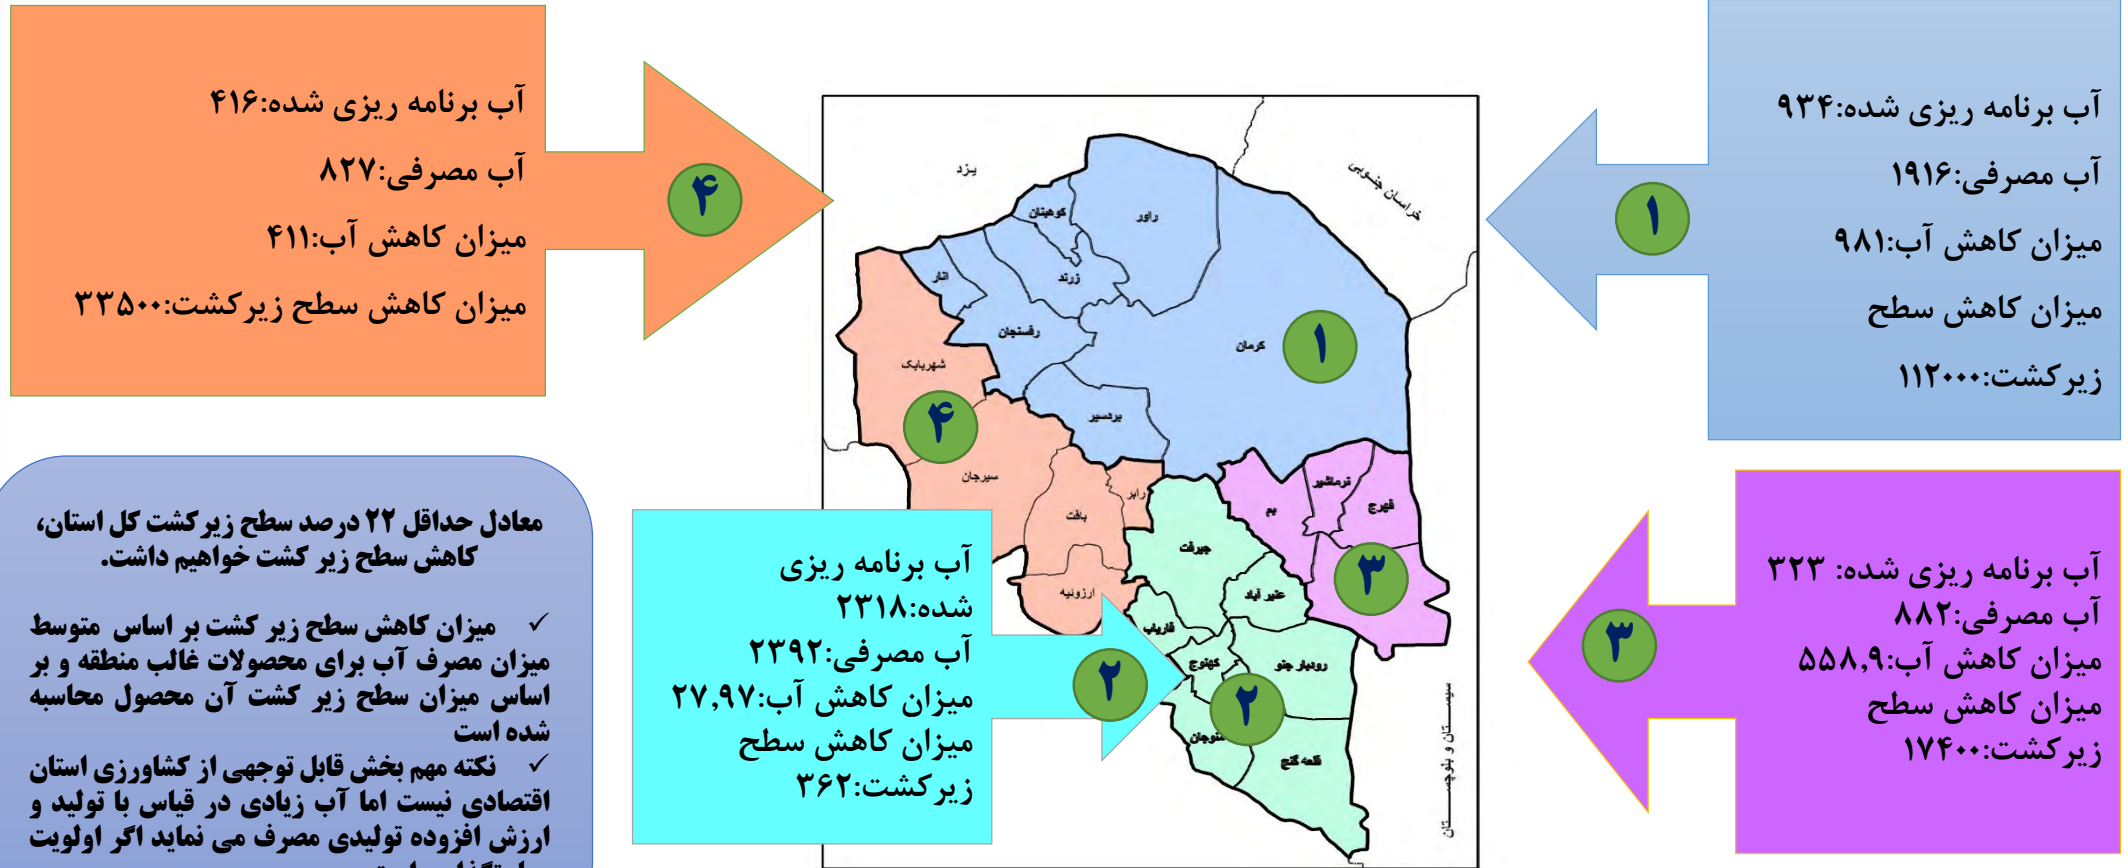 آب برنامه ریزی شده:۹۳۴
آب مصرفی:۱۹۱۶
میزان کاهش آب:۹۸۱
میزان کاهش سطح
زیرکشت:۱۱۲۰۰۰
۱
آب برنامه ریزی شده:۴۱۶
آب مصرفی:۸۲۷
میزان کاهش آب:۴۱۱
میزان کاهش سطح زیرکشت:۳۳۵۰۰
۴
یزد
خراسان جنوبی
کوهبنان
راور
زرند
انار
رفسنجان
کرمان
۱
شهربابک
بردسیر
۴
سیرجان
رابر
بافت
ارزوئیه
نرماشیر
فهرج
بم
۳
جیرفت
عنبر آباد
فاریاب
کهنوج
رودبار جنو
۲
منوجان
قلعه گنج
سیستان و بلوچستان
آب برنامه ریزی شده: ۳۲۳
آب مصرفی:۸۸۲
میزان کاهش آب:۵۵۸,۹
میزان کاهش سطح
زیرکشت:۱۷۴۰۰
۳
آب برنامه ریزی
شده:۲۳۱۸
آب مصرفی:۲۳۹۲
میزان کاهش آب:۲۷,۹۷
میزان کاهش سطح
زیرکشت:۳۶۲
۲
معادل حداقل ۲۲ درصد سطح زیرکشت کل استان،
کاهش سطح زیر کشت خواهیم داشت.
✓ میزان کاهش سطح زیر کشت بر اساس متوسط
میزان مصرف آب برای محصولات غالب منطقه و بر
اساس میزان سطح زیر کشت آن محصول محاسبه
شده است
✓ نکته مهم بخش قابل توجهی از کشاورزی استان
اقتصادی نیست اما آب زیادی در قیاس با تولید و
ارزش افزوده تولیدی مصرف می نماید اگر اولویت